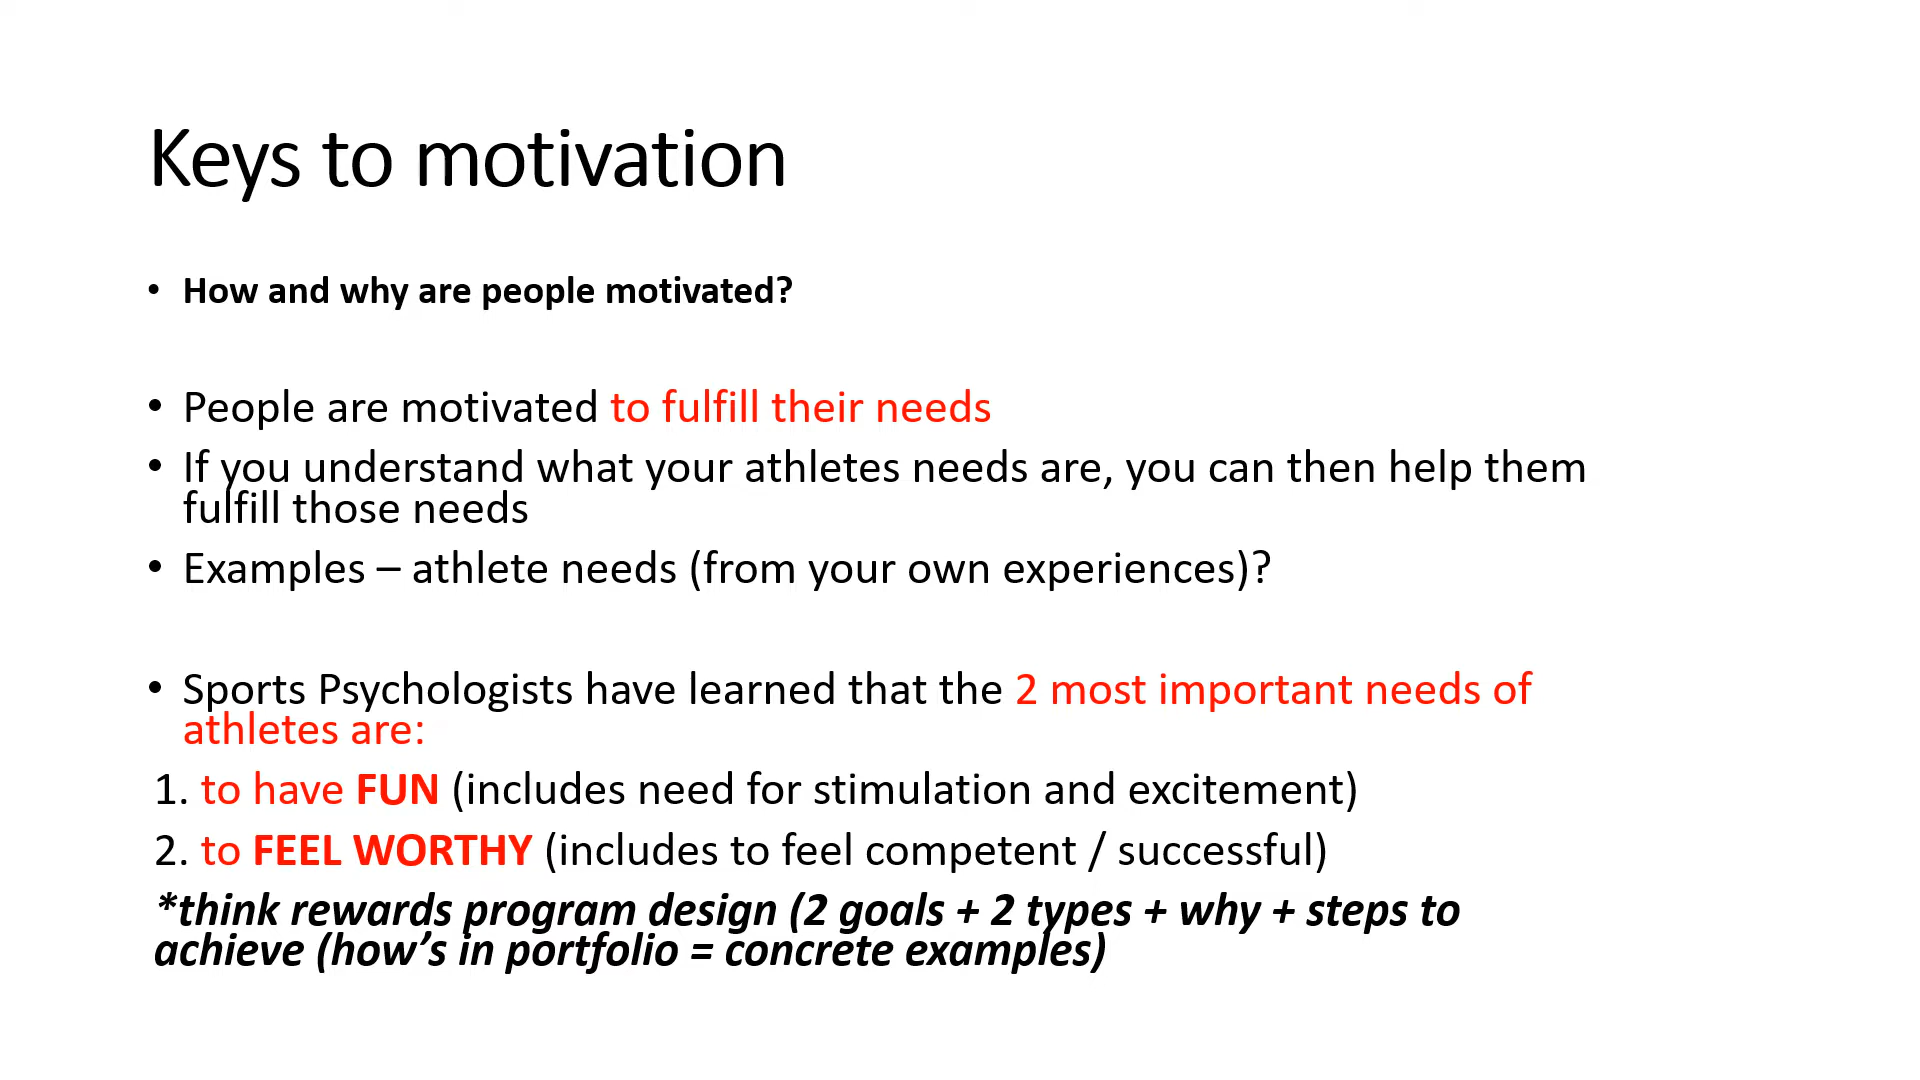 Keys to motivation
• How and why are people motivated?
• People are motivated to fulfill their needs
• If you understand what your athletes needs are, you can then help them
fulfill those needs
• Examples – athlete needs (from your own experiences)?
• Sports Psychologists have learned that the 2 most important needs of
athletes are:
1. to have FUN (includes need for stimulation and excitement)
2. to FEEL WORTHY (includes to feel competent / successful)
*think rewards program design (2 goals + 2 types + why + steps to
achieve (how’s in portfolio = concrete examples)